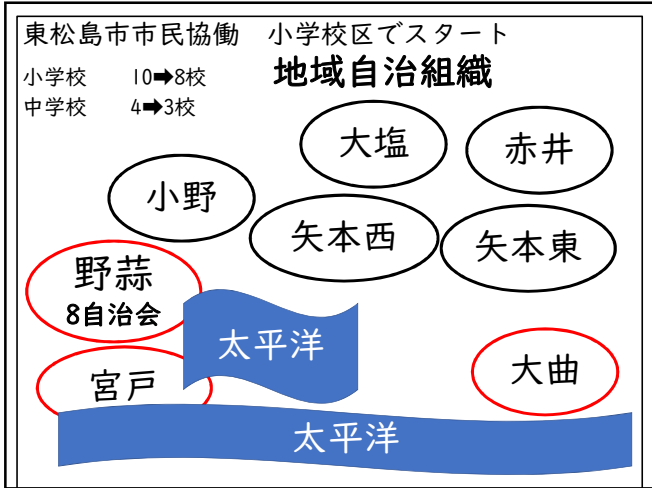 東松島市市民協働　小学校区でスタート
小学校　10➡8校
中学校　4➡3校
地域自治組織
大塩
赤井
小野
矢本西
矢本東
野蒜
8自治会
太平洋
宮戸
大曲
太平洋